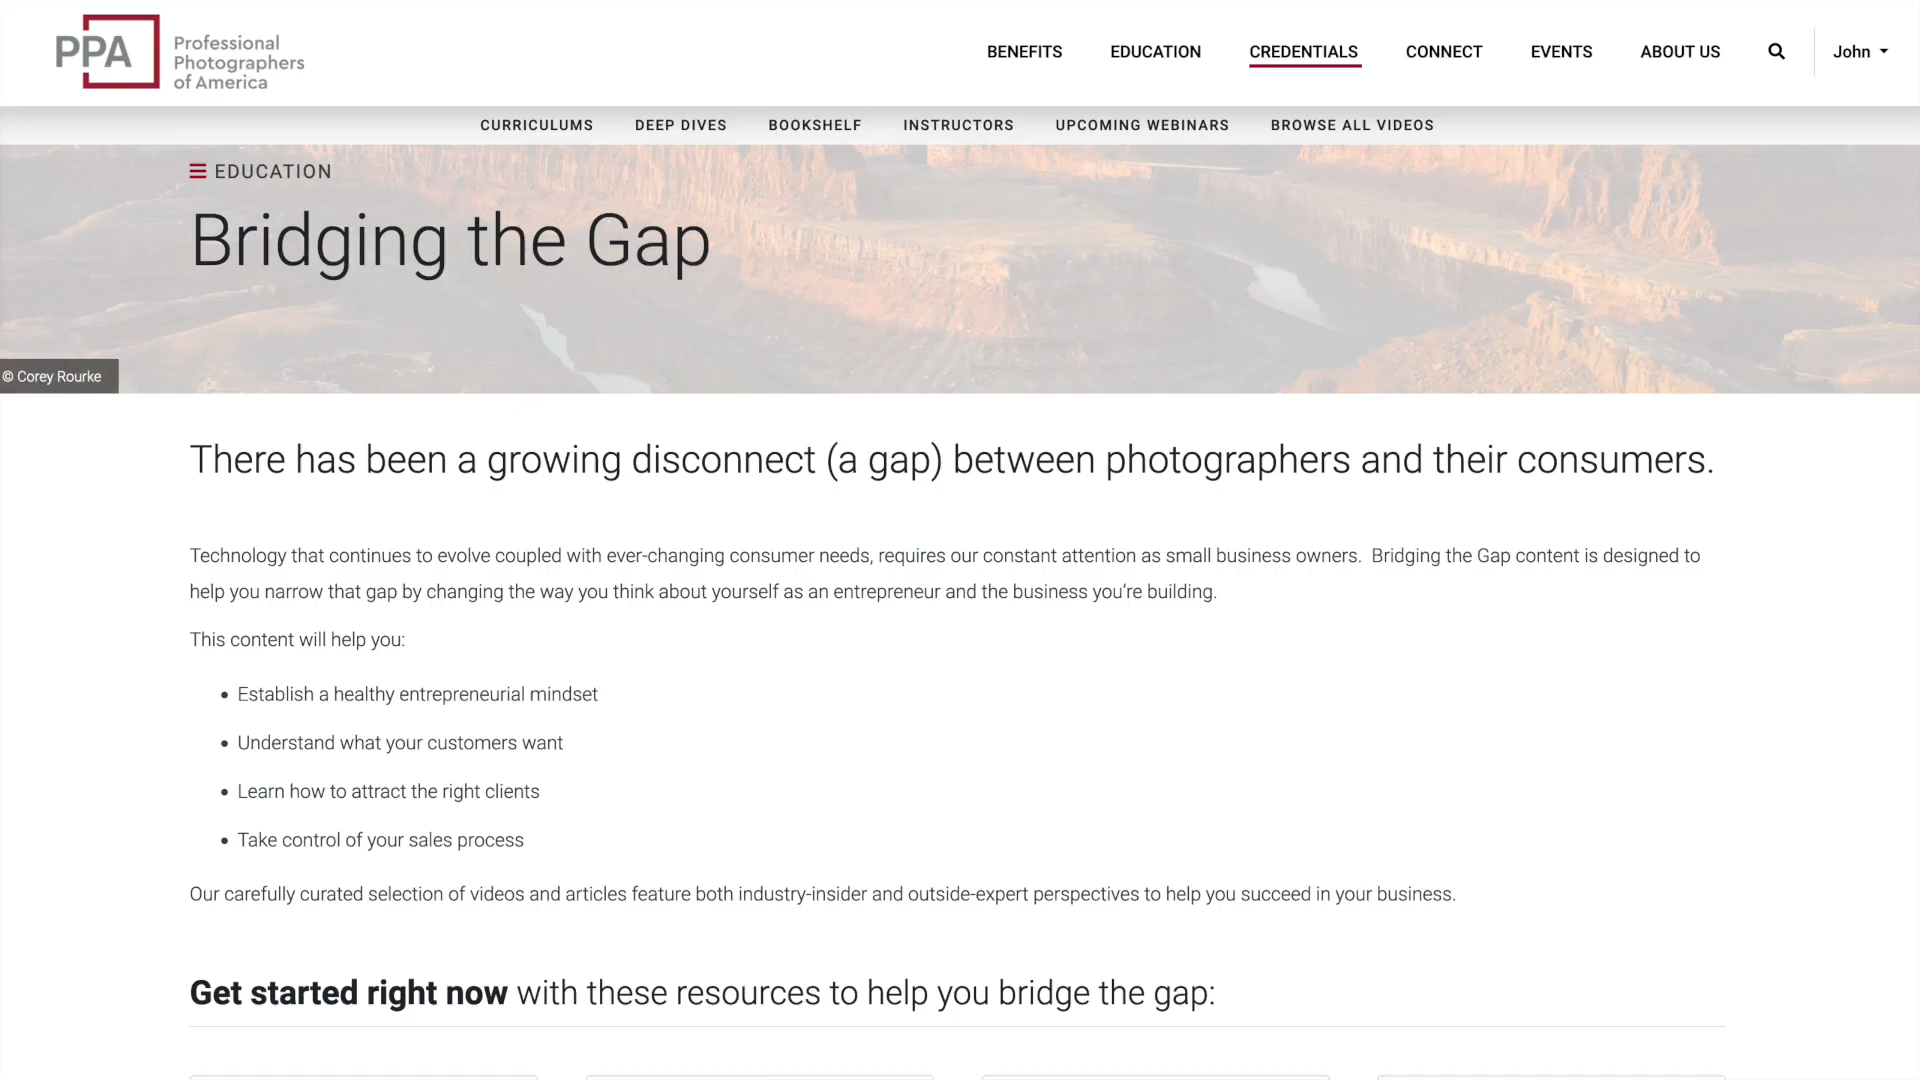 PPA
Professional
Photographers
of America
BENEFITS
EDUCATION
CREDENTIALS
CONNECT
EVENTS
ABOUT US
John
CURRICULUMS
DEEP DIVES
BOOKSHELF
INSTRUCTORS
UPCOMING WEBINARS
BROWSE ALL VIDEOS
EDUCATION
Bridging the Gap
© Corey Rourke
There has been a growing disconnect (a gap) between photographers and their consumers.
Technology that continues to evolve coupled with ever-changing consumer needs, requires our constant attention as small business owners.  Bridging the Gap content is designed to
help you narrow that gap by changing the way you think about yourself as an entrepreneur and the business you’re building.
This content will help you:
• Establish a healthy entrepreneurial mindset
• Understand what your customers want
• Learn how to attract the right clients
• Take control of your sales process
Our carefully curated selection of videos and articles feature both industry-insider and outside-expert perspectives to help you succeed in your business.
Get started right now with these resources to help you bridge the gap: